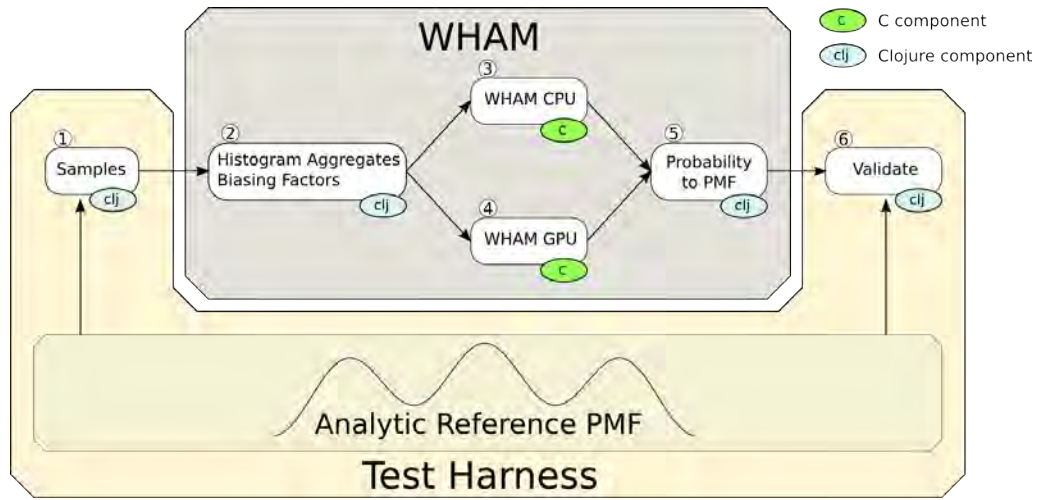 WHAM
c C component
clj Clojure component
① Samples
clj
② Histogram Aggregates
Biasing Factors
clj
③ WHAM CPU
c
④ WHAM GPU
c
⑤ Probability
to PMF
clj
⑥ Validate
clj
Analytic Reference PMF
Test Harness